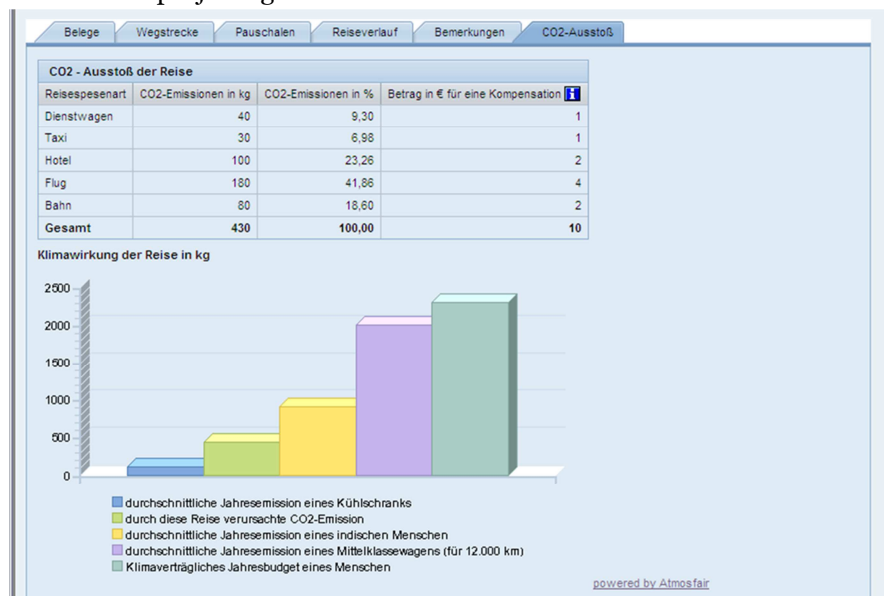 Belege Wegstrecke Pauschalen Reiseverlauf Bemerkungen CO2-Ausstoß
CO2 - Ausstoß der Reise
Reisespesenart CO2-Emissionen in kg CO2-Emissionen in % Betrag in € für eine Kompensation
Dienstwagen 40 9,30 1
Taxi 30 6,98 1
Hotel 100 23,26 2
Flug 180 41,86 4
Bahn 80 18,60 2
Gesamt 430 100,00 10
Klimawirkung der Reise in kg
2500
2000
1500
1000
500
0
durchschnittliche Jahresemission eines Kühlschranks
durch diese Reise verursachte CO2-Emission
durchschnittliche Jahresemission eines indischen Menschen
durchschnittliche Jahresemission eines Mittelklassewagens (für 12.000 km)
Klimaverträgliches Jahresbudget eines Menschen
powered by Atmosfair